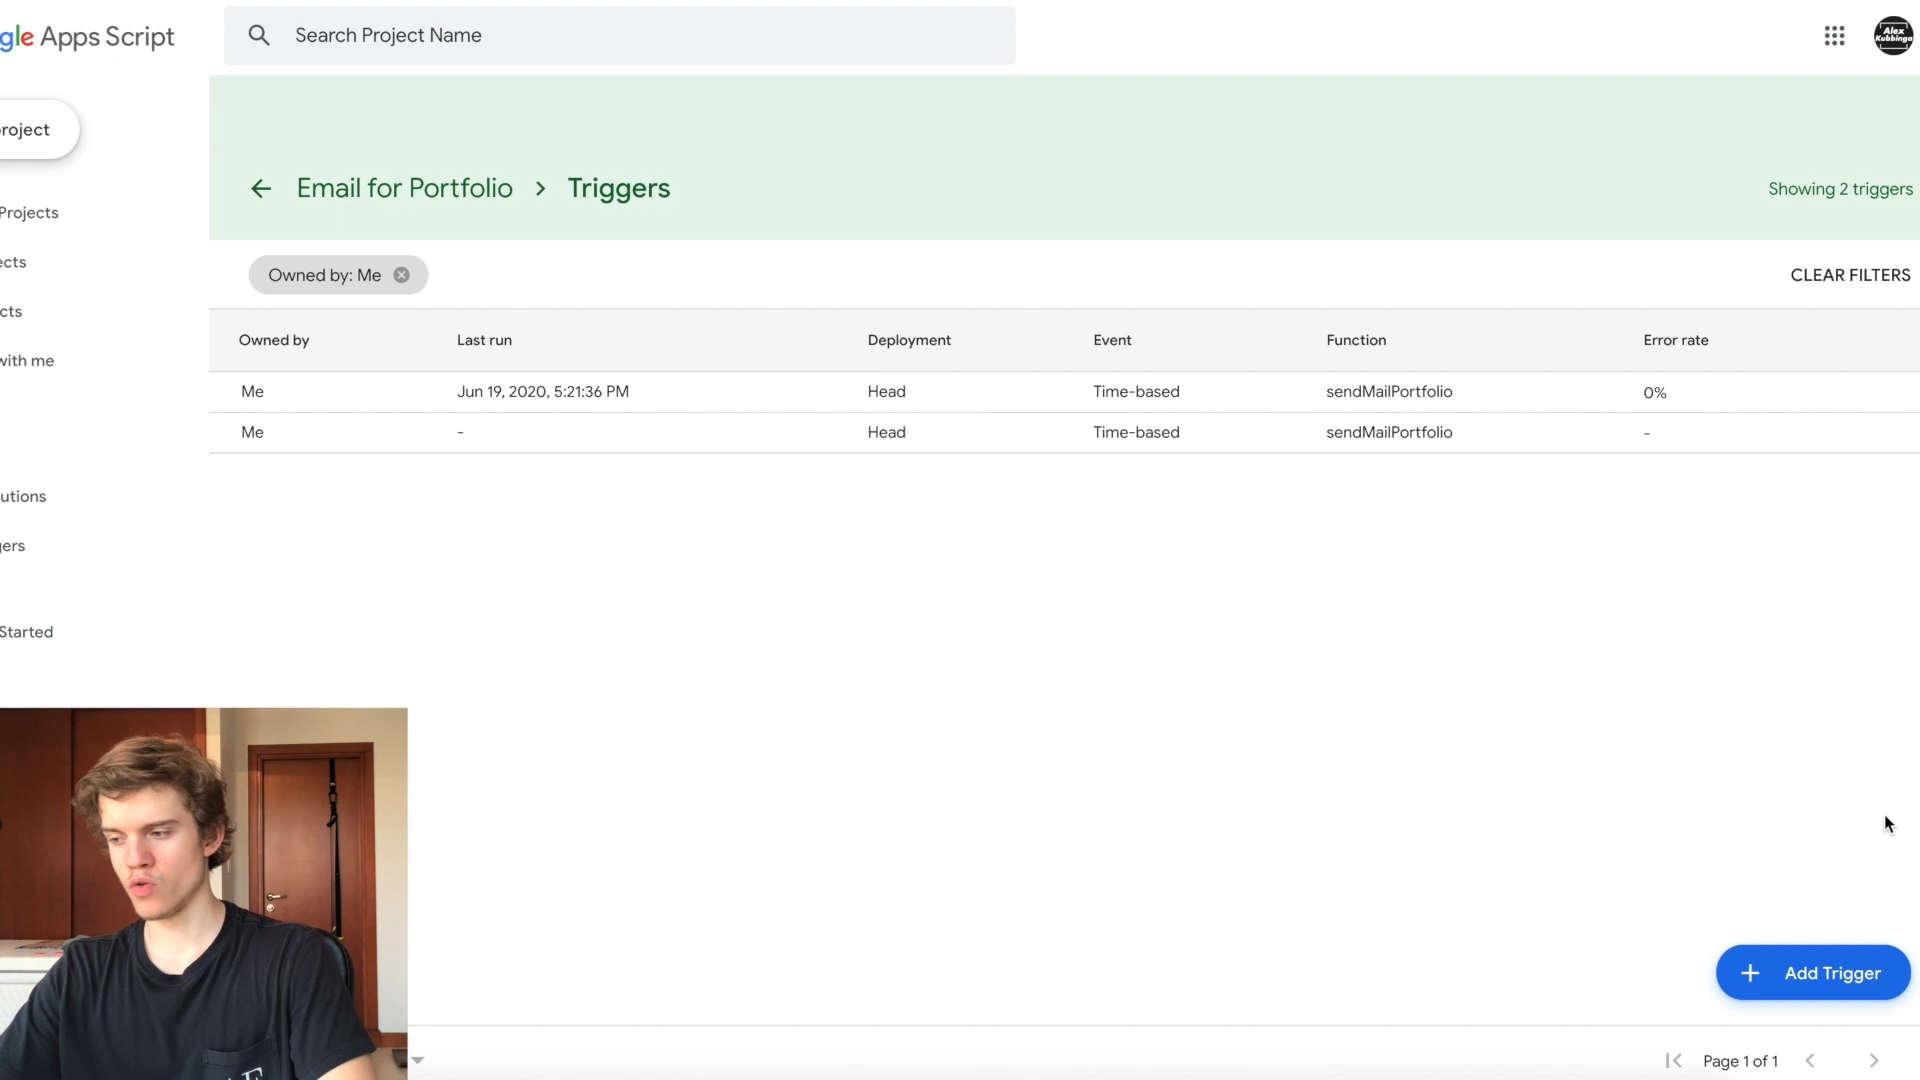 gle Apps Script
Search Project Name
Alex
Kubbinga
roject
Email for Portfolio > Triggers
Showing 2 triggers
Projects
ects
Owned by: Me
CLEAR FILTERS
cts
Owned by Last run Deployment Event Function Error rate
with me
Me Jun 19, 2020, 5:21:36 PM Head Time-based sendMailPortfolio 0%
Me - Head Time-based sendMailPortfolio -
utions
gers
Started
+ Add Trigger
Page 1 of 1